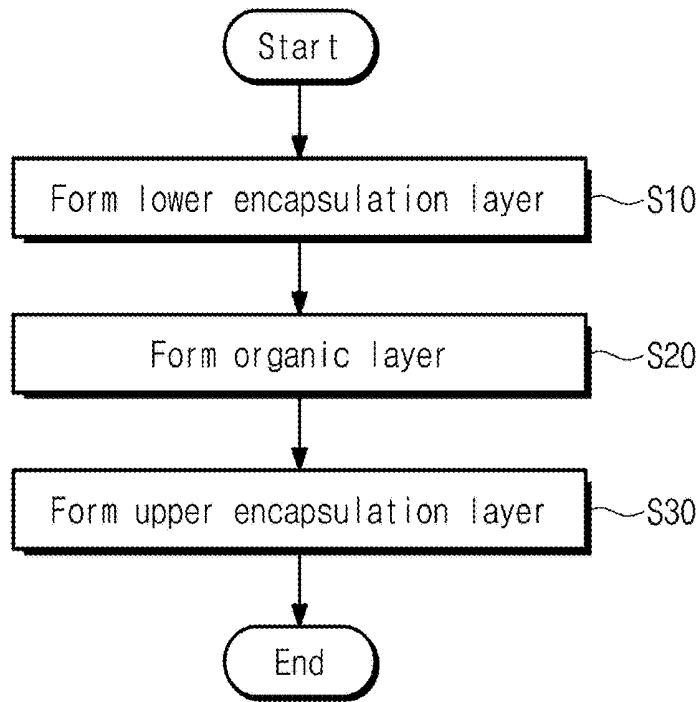 Start
Form lower encapsulation layer
S10
Form organic layer
S20
Form upper encapsulation layer
S30
End